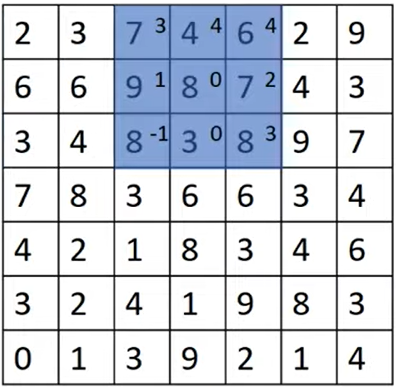 2 3 7 3 4 4 6 4 2 9
6 6 9 1 8 0 7 2 4 3
3 4 8 -1 3 0 8 3 9 7
7 8 3 6 6 3 4
4 2 1 8 3 4 6
3 2 4 1 9 8 3
0 1 3 9 2 1 4